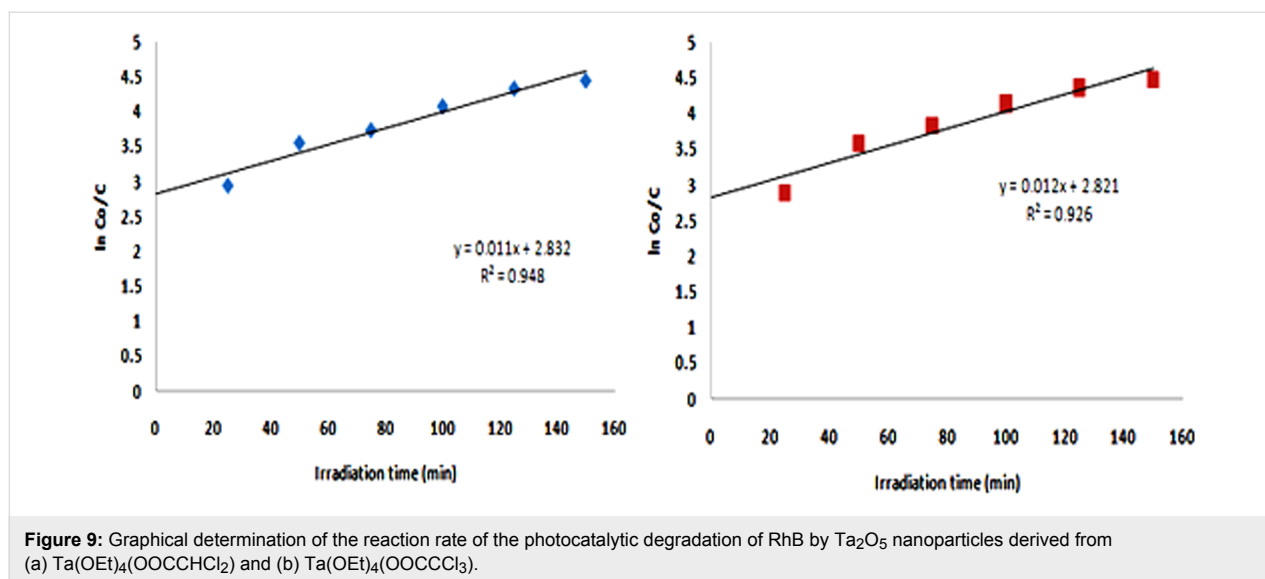 5
4.5
4
3.5
3
2.5
2
1.5
1
0.5
0
ln Co/C
y = 0.011x + 2.832
R² = 0.948
0 20 40 60 80 100 120 140 160
Irradiation time (min)
5
4.5
4
3.5
3
2.5
2
1.5
1
0.5
0
ln Co/C
y = 0.012x + 2.821
R² = 0.926
0 20 40 60 80 100 120 140 160
Irradiation time (min)
Figure 9: Graphical determination of the reaction rate of the photocatalytic degradation of RhB by Ta₂O₅ nanoparticles derived from
(a) Ta(OEt)₄(OOCCHCl₂) and (b) Ta(OEt)₄(OOCCCl₃).